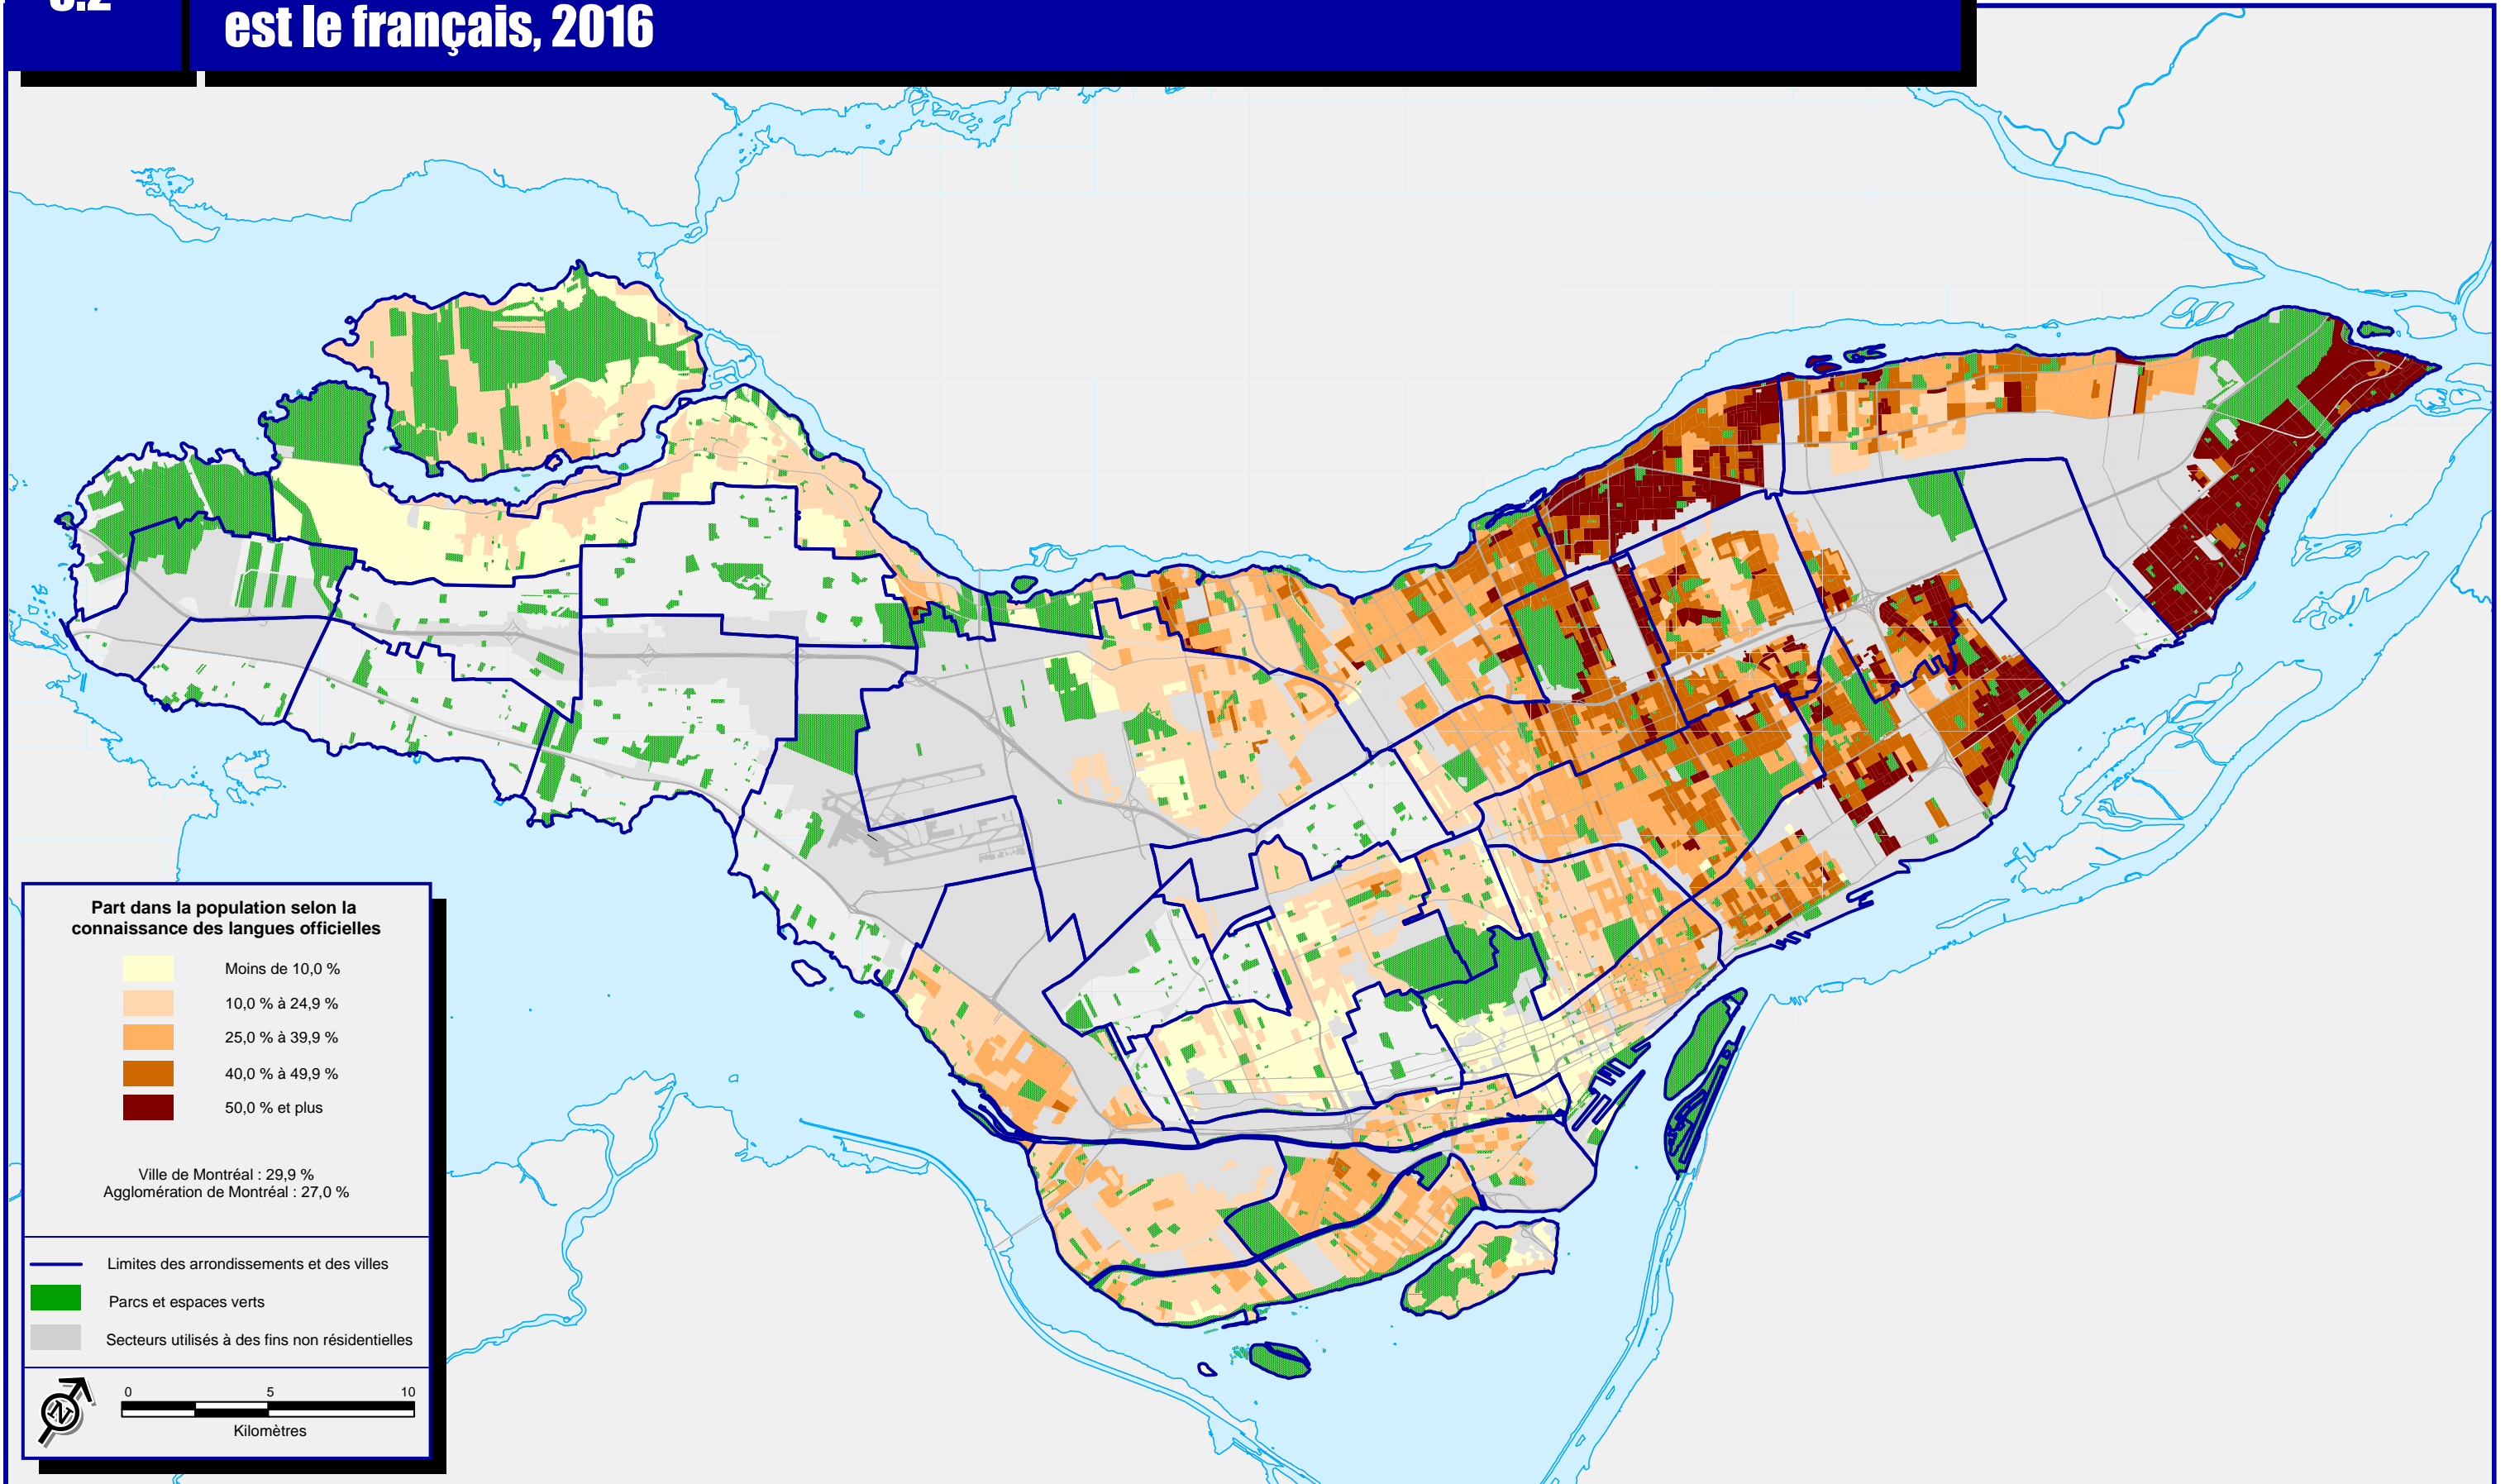 est le français, 2016
Part dans la population selon la
connaissance des langues officielles
Moins de 10,0 %
10,0 % à 24,9 %
25,0 % à 39,9 %
40,0 % à 49,9 %
50,0 % et plus
Ville de Montréal : 29,9 %
Agglomération de Montréal : 27,0 %
Limites des arrondissements et des villes
Parcs et espaces verts
Secteurs utilisés à des fins non résidentielles
N
0 5 10
Kilomètres